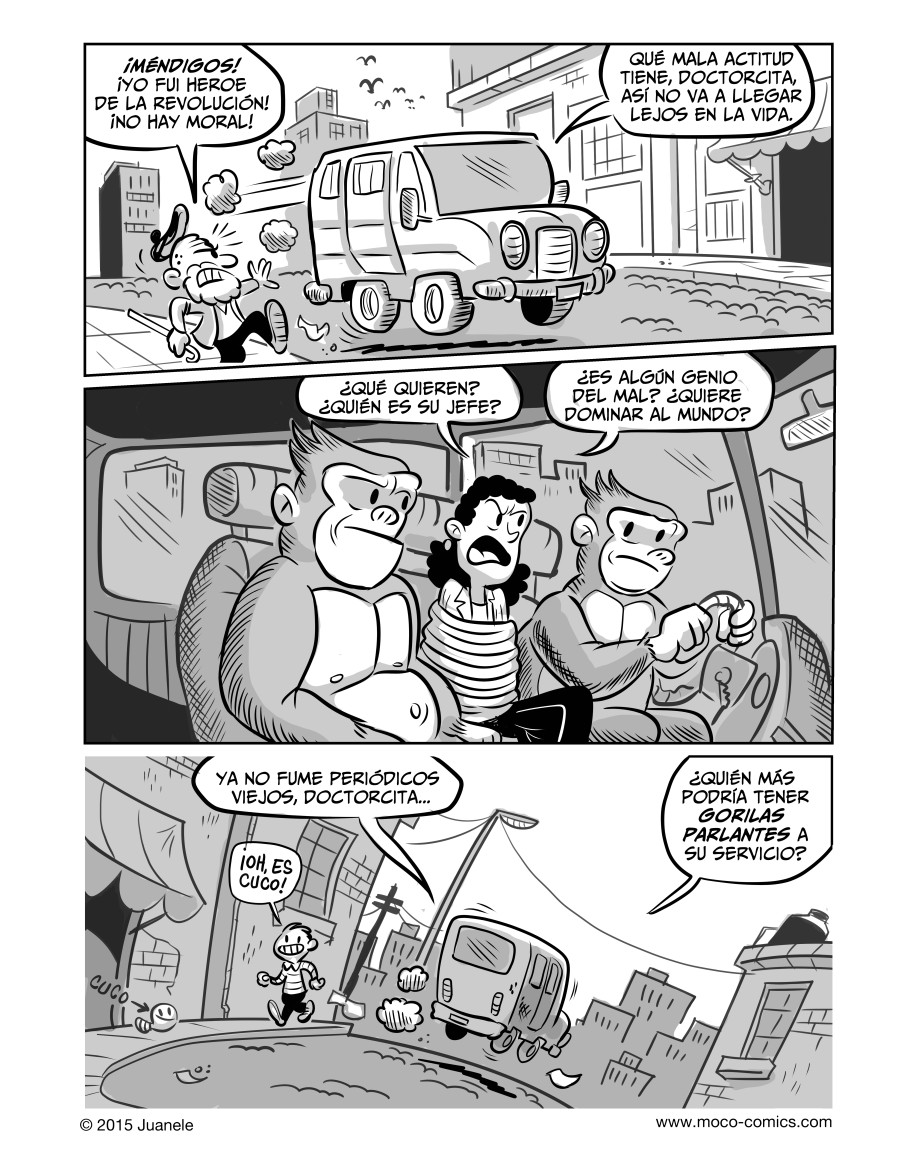 ¡MÉNDIGOS!
¡YO FUI HEROE
DE LA REVOLUCIÓN!
¡NO HAY MORAL!
QUÉ MALA ACTITUD
TIENE, DOCTORCITA,
ASÍ NO VA A LLEGAR
LEJOS EN LA VIDA.
¿QUÉ QUIEREN?
¿QUIÉN ES SU JEFE?
¿ES ALGÚN GENIO
DEL MAL? ¿QUIERE
DOMINAR AL MUNDO?
YA NO FUME PERIÓDICOS
VIEJOS, DOCTORCITA...
¿QUIÉN MÁS
PODRÍA TENER
GORILAS
PARLANTES A
SU SERVICIO?
¡OH, ES
CUCO!
CUCO
© 2015 Juanele
www.moco-comics.com